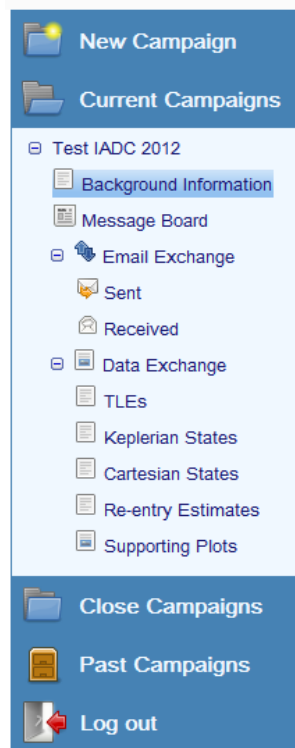 New Campaign
Current Campaigns
Test IADC 2012
Background Information
Message Board
Email Exchange
Sent
Received
Data Exchange
TLEs
Keplerian States
Cartesian States
Re-entry Estimates
Supporting Plots
Close Campaigns
Past Campaigns
Log out